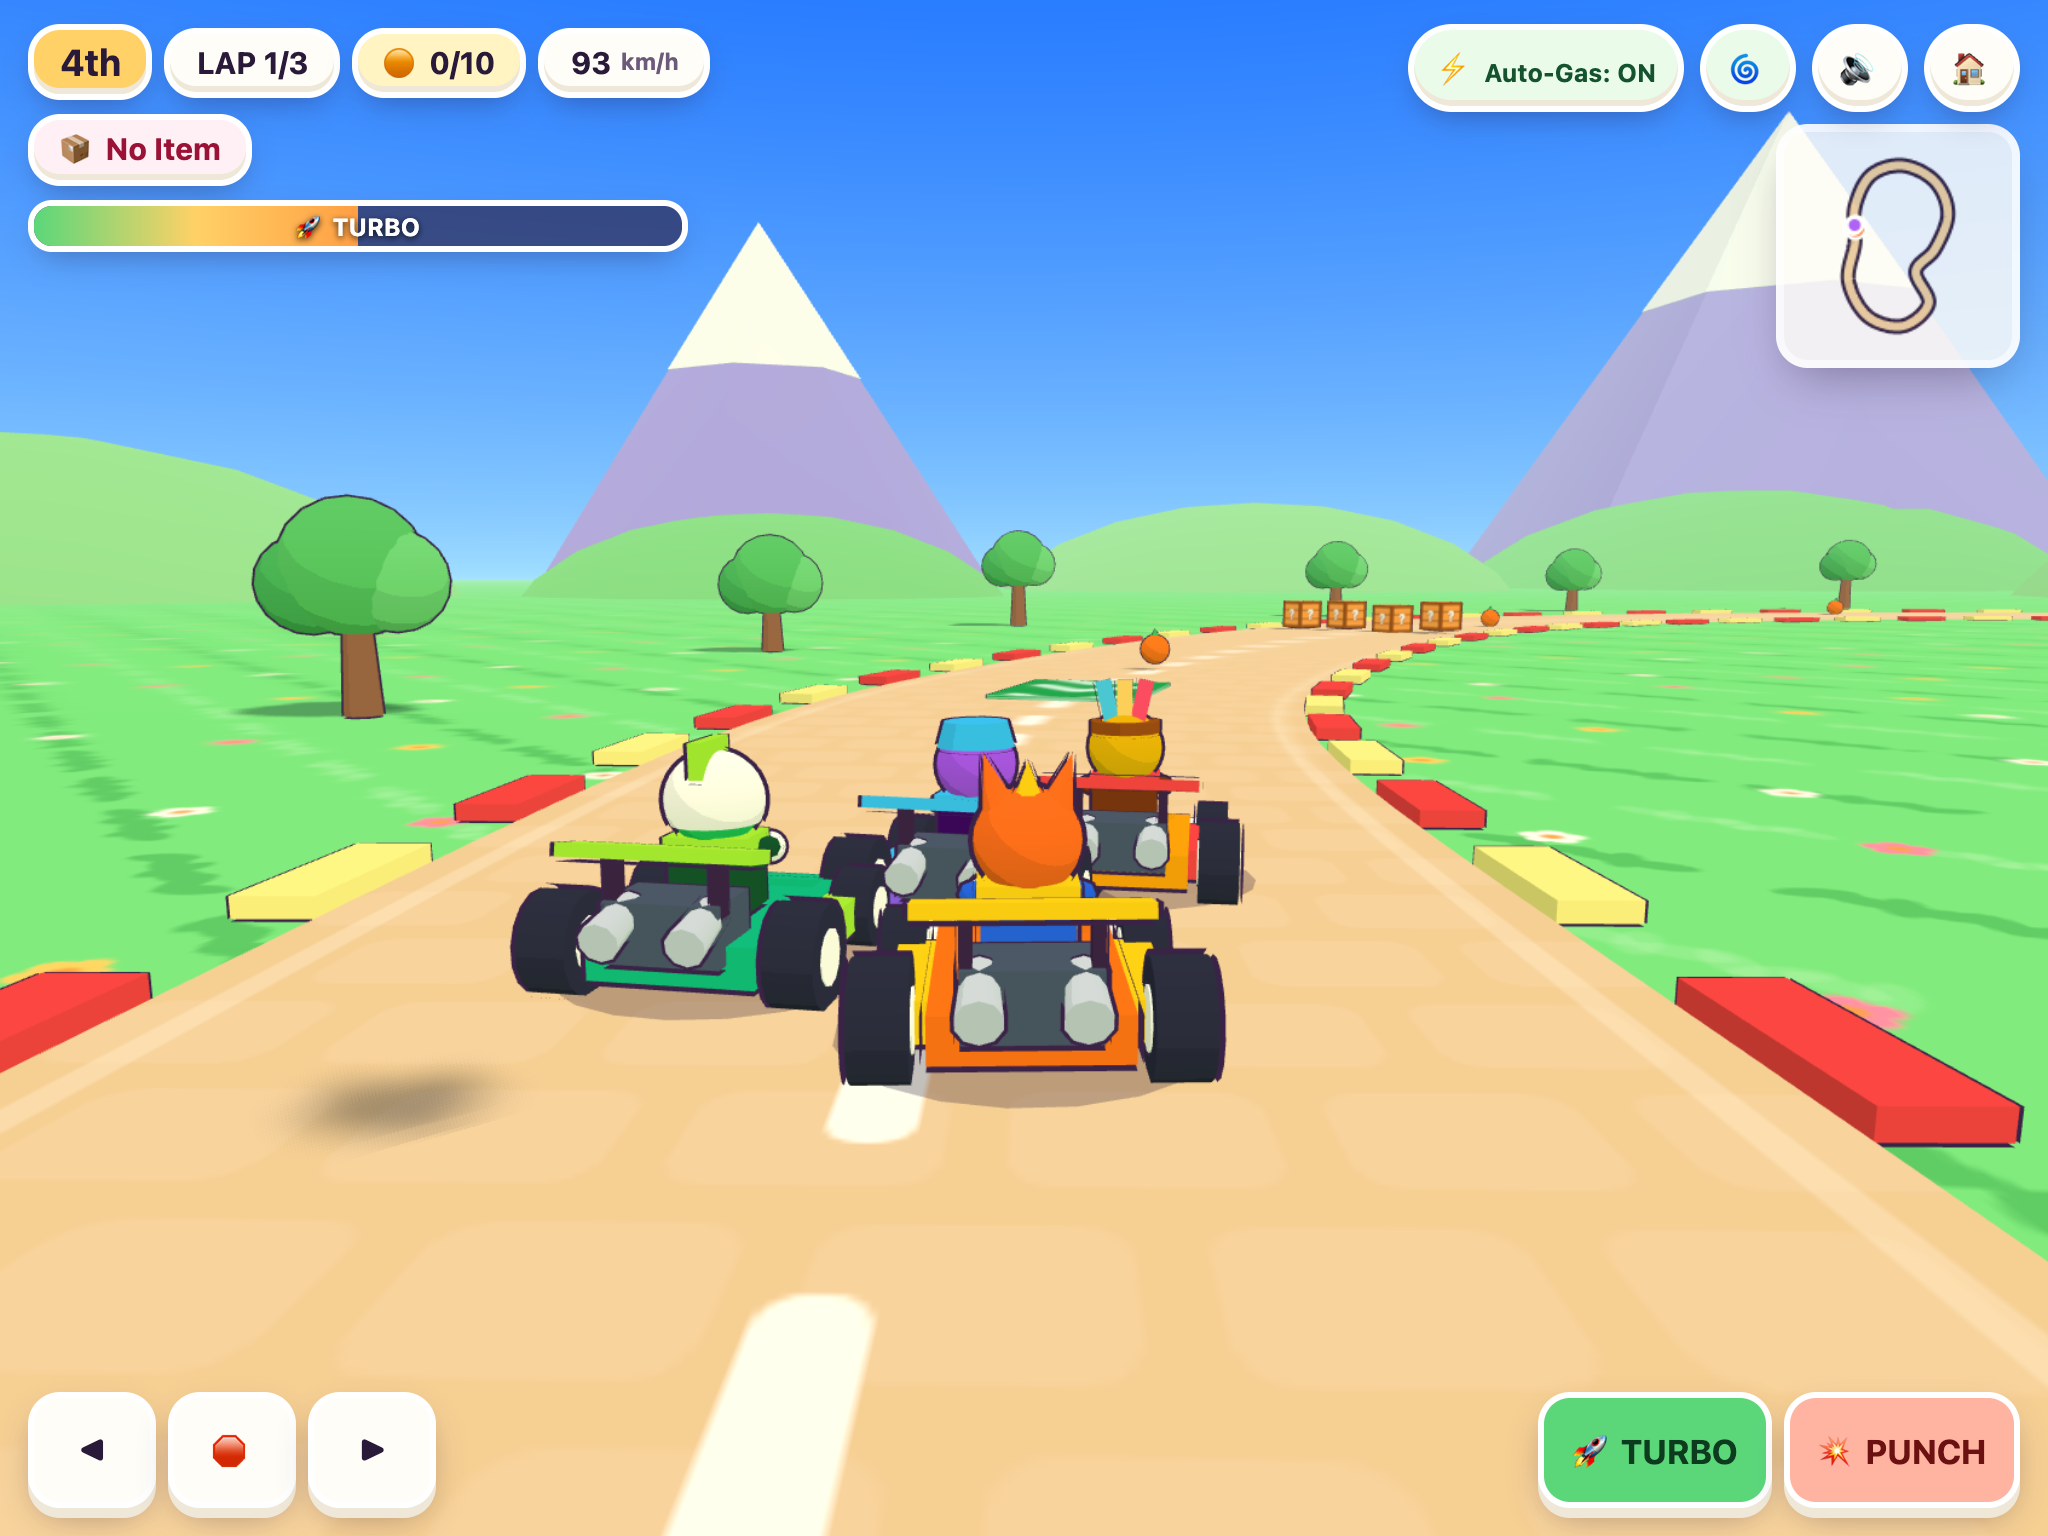 4th
LAP 1/3
0/10
93 km/h
Auto-Gas: ON
No Item
TURBO
? ? ? ? ? ? ? ?
TURBO
PUNCH